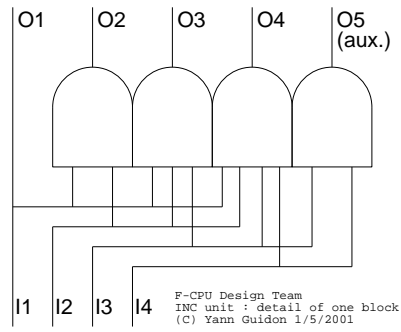 O1 O2 O3 O4 O5
(aux.)
I1 I2 I3 I4
F-CPU Design Team
INC unit : detail of one block
(C) Yann Guidon 1/5/2001